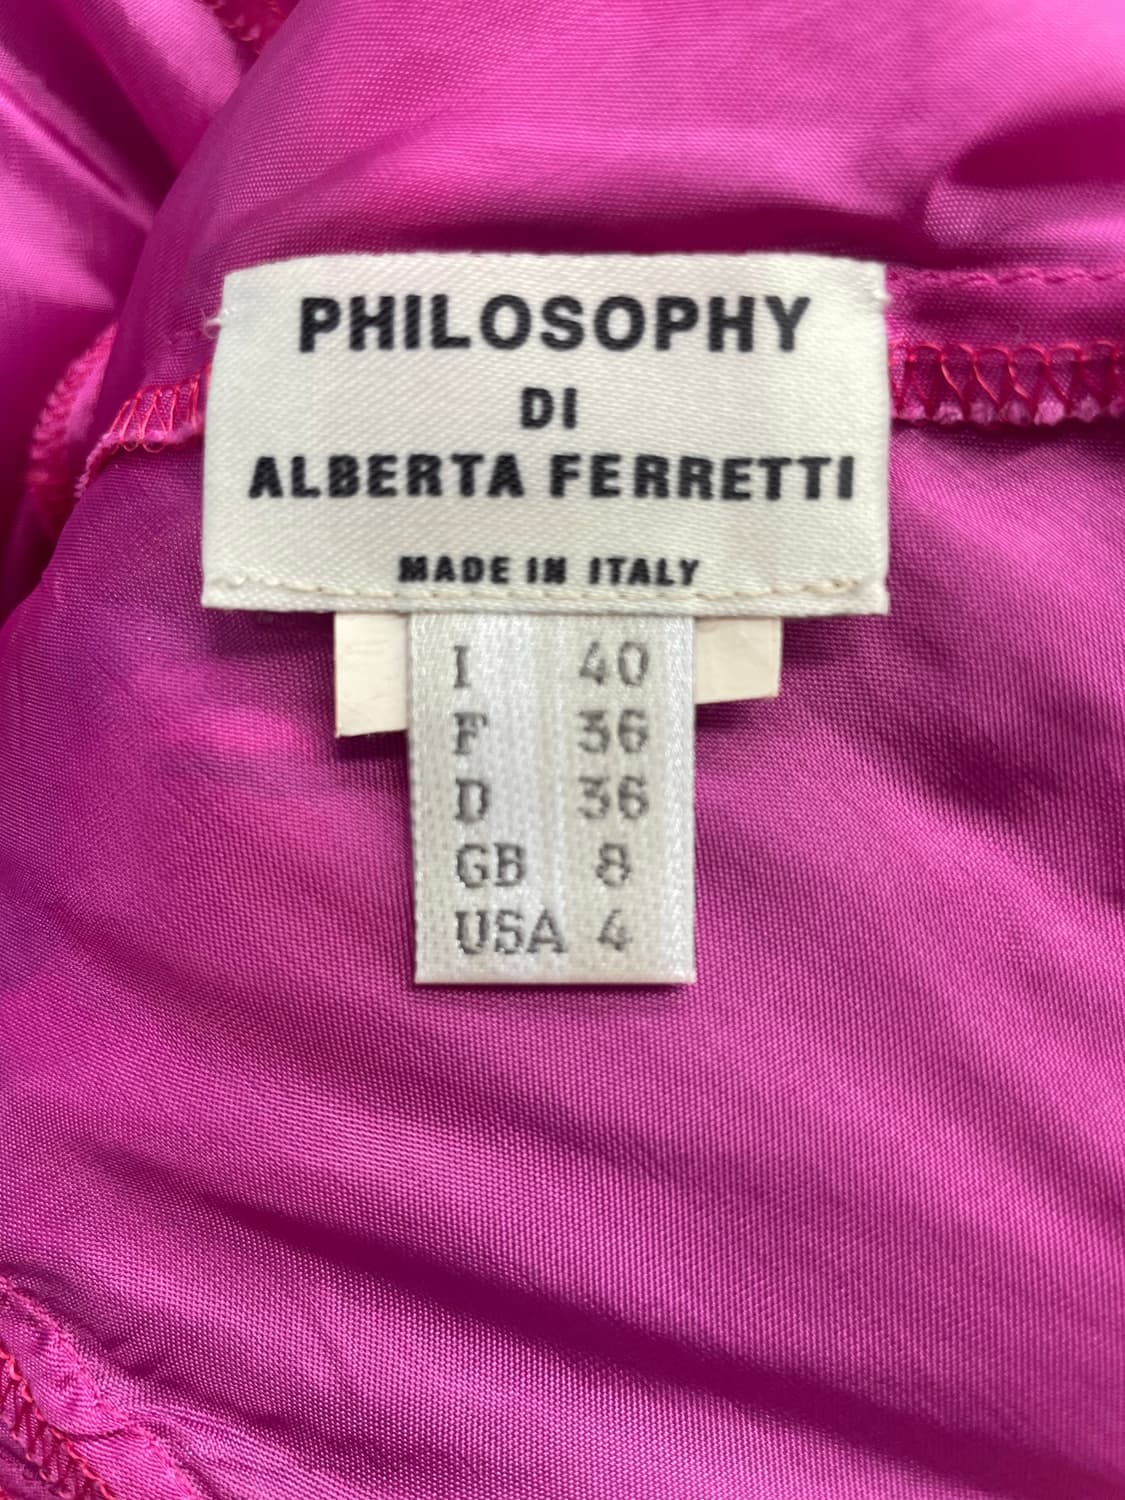 PHILOSOPHY
DI
ALBERTA FERRETTI
MADE IN ITALY
I 40
F 36
D 36
GB 8
USA 4